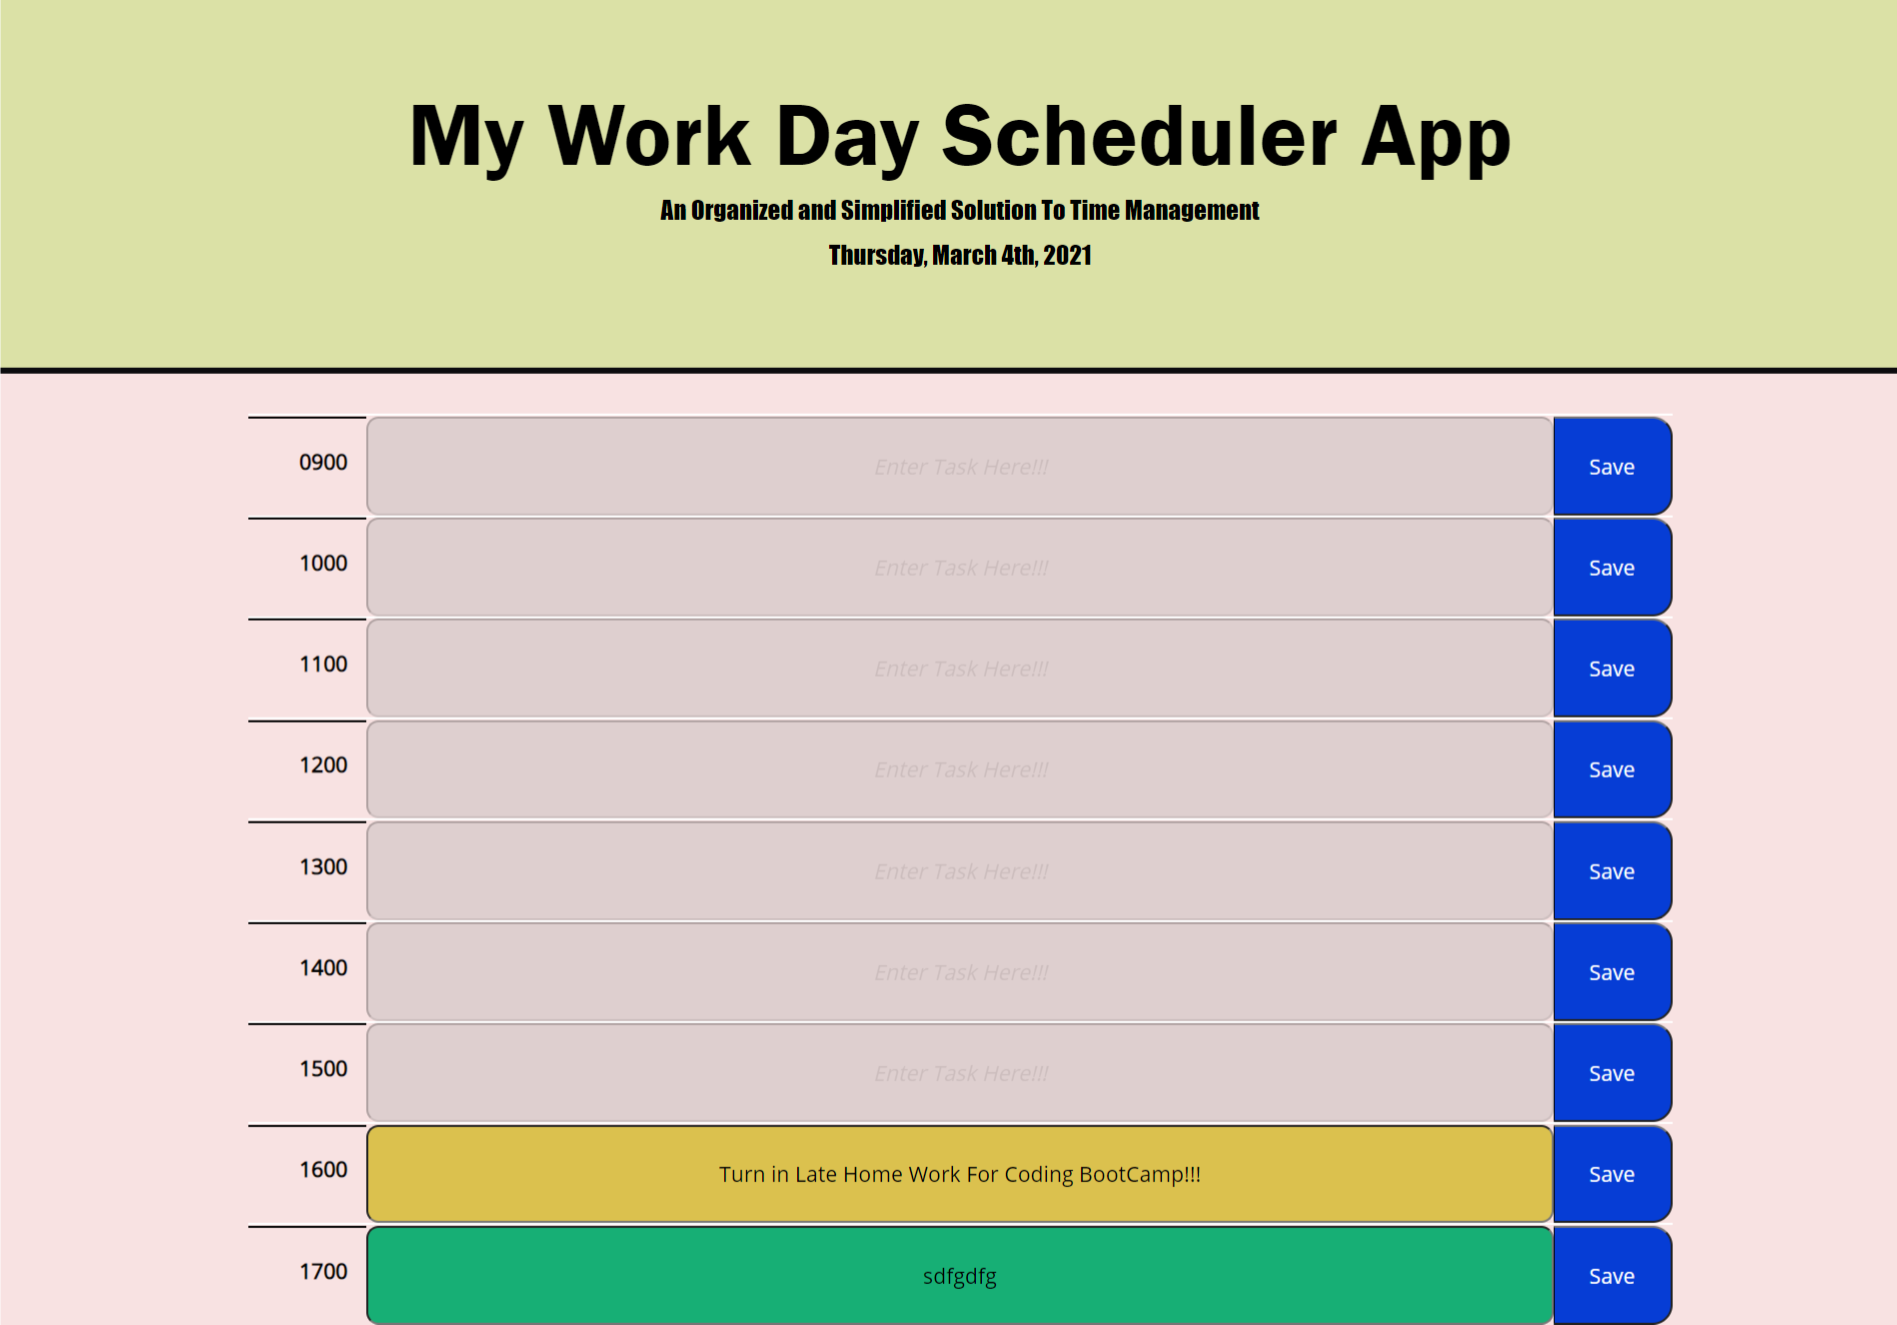 My Work Day Scheduler App
An Organized and Simplified Solution To Time Management
Thursday, March 4th, 2021
0900 Enter Task Here!!! Save
1000 Enter Task Here!!! Save
1100 Enter Task Here!!! Save
1200 Enter Task Here!!! Save
1300 Enter Task Here!!! Save
1400 Enter Task Here!!! Save
1500 Enter Task Here!!! Save
1600 Turn in Late Home Work For Coding BootCamp!!! Save
1700 sdfgdfg Save